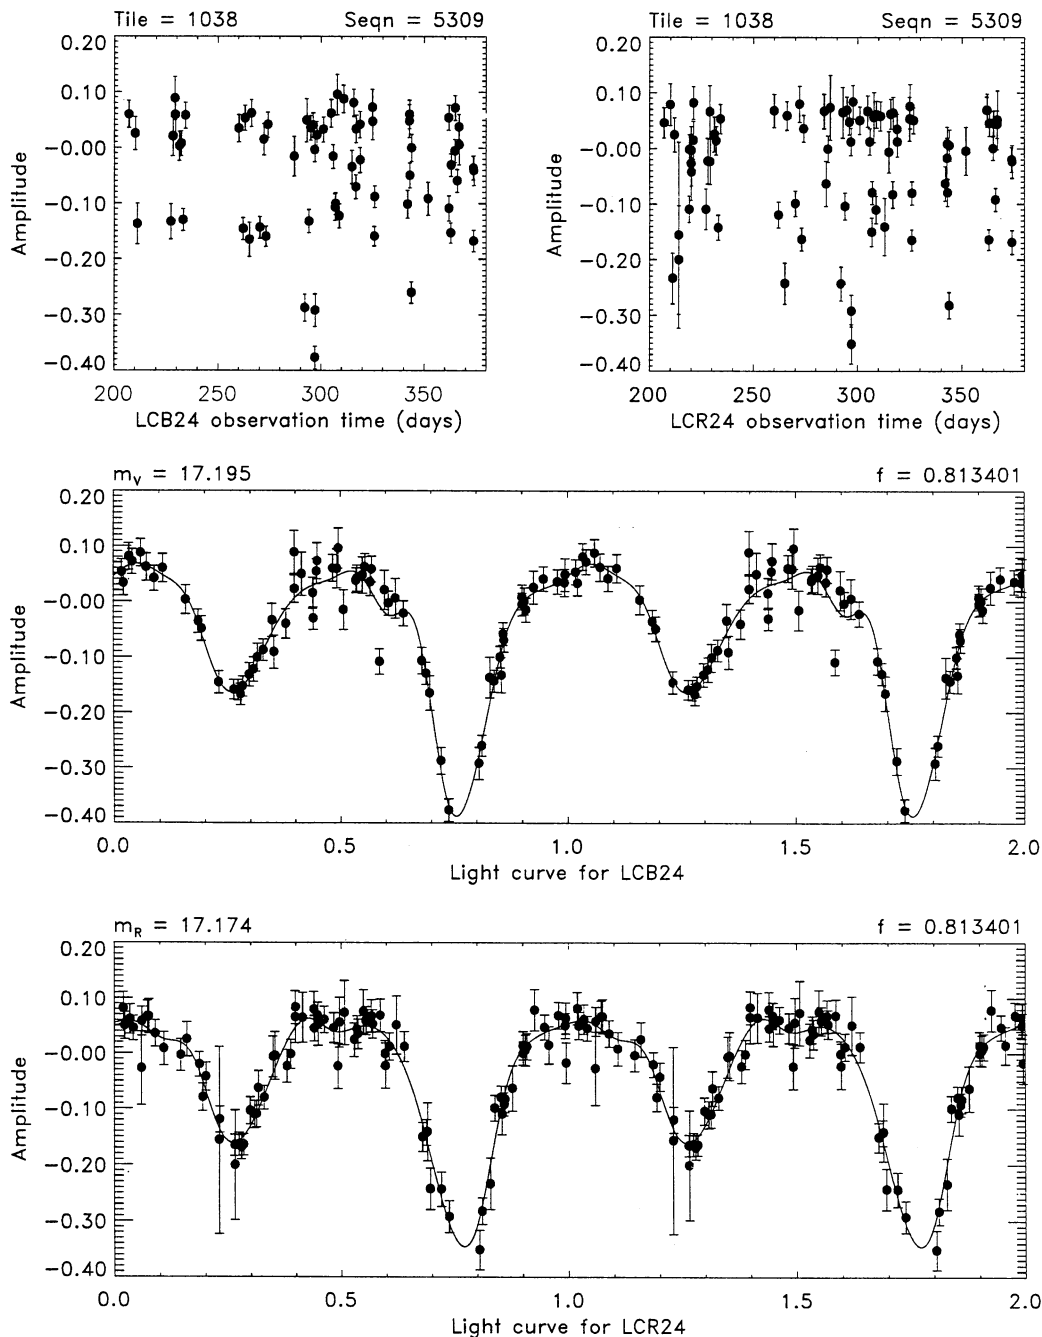 Tile = 1038 Seqn = 5309
Tile = 1038 Seqn = 5309
Amplitude
0.20
0.10
-0.00
-0.10
-0.20
-0.30
-0.40
200 250 300 350
LCB24 observation time (days)
Amplitude
0.20
0.10
-0.00
-0.10
-0.20
-0.30
-0.40
200 250 300 350
LCR24 observation time (days)
m_V = 17.195 f = 0.813401
Amplitude
0.20
0.10
-0.00
-0.10
-0.20
-0.30
-0.40
0.0 0.5 1.0 1.5 2.0
Light curve for LCB24
m_R = 17.174 f = 0.813401
Amplitude
0.20
0.10
-0.00
-0.10
-0.20
-0.30
-0.40
0.0 0.5 1.0 1.5 2.0
Light curve for LCR24